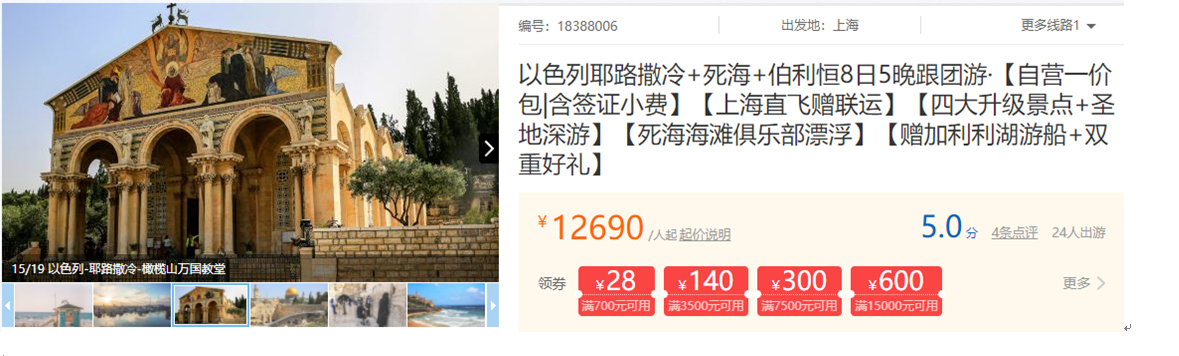 编号：18388006
出发地：上海
更多线路1
以色列耶路撒冷+死海+伯利恒8日5晚跟团游·【自营一价
包|含签证小费】【上海直飞赠联运】【四大升级景点+圣
地深游】【死海海滩俱乐部漂浮】【赠加利利湖游船+双
重好礼】
¥12690/人起 起价说明
5.0分 4条点评 24人出游
领券
¥28
满700元可用
¥140
满3500元可用
¥300
满7500元可用
¥600
满15000元可用
更多
15/19 以色列-耶路撒冷-橄榄山万国教堂